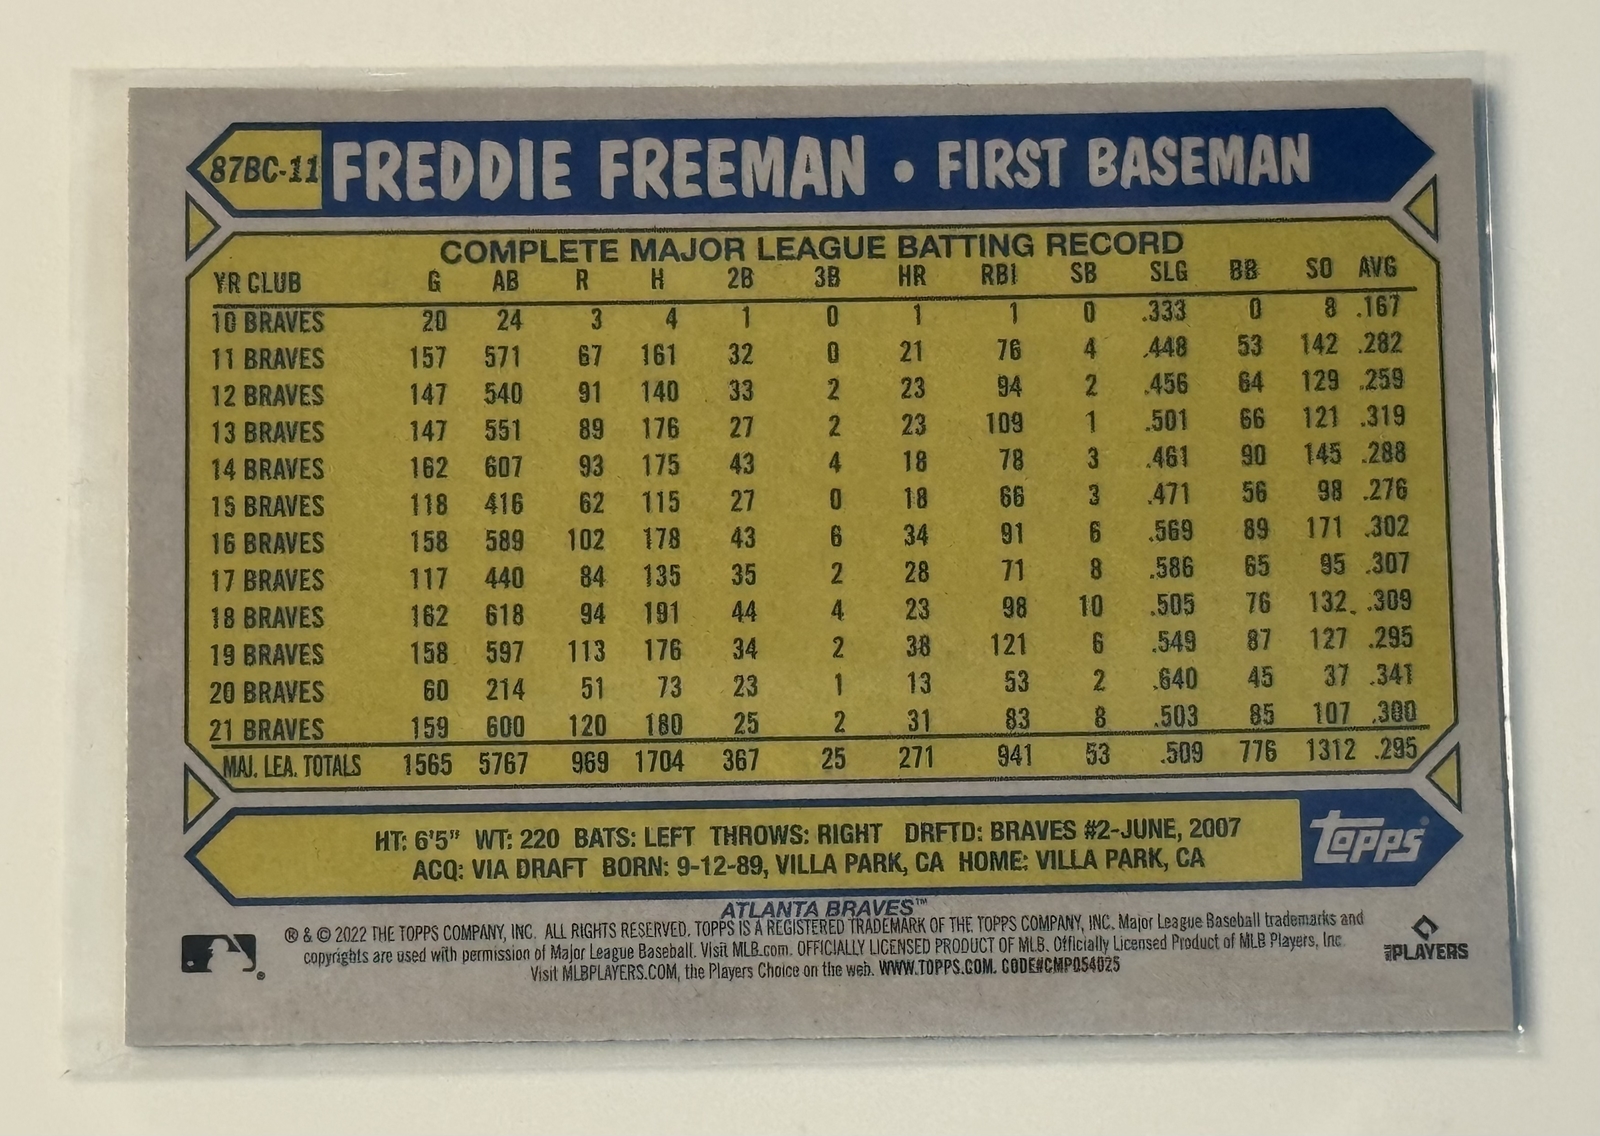 87BC-11 FREDDIE FREEMAN • FIRST BASEMAN
COMPLETE MAJOR LEAGUE BATTING RECORD
YR CLUB G AB R H 2B 3B HR RBI SB SLG BB SO AVG
10 BRAVES 20 24 3 4 1 0 1 1 0 .333 0 8 .167
11 BRAVES 157 571 67 161 32 0 21 76 4 .448 53 142 .282
12 BRAVES 147 540 91 140 33 2 23 94 2 .456 64 129 .259
13 BRAVES 147 551 89 176 27 2 23 109 1 .501 66 121 .319
14 BRAVES 162 607 93 175 43 4 18 78 3 .461 90 145 .288
15 BRAVES 118 416 62 115 27 0 18 66 3 .471 56 98 .276
16 BRAVES 158 589 102 178 43 6 34 91 6 .569 89 171 .302
17 BRAVES 117 440 84 135 35 2 28 71 8 .586 65 95 .307
18 BRAVES 162 618 94 191 44 4 23 98 10 .505 76 132 .309
19 BRAVES 158 597 113 176 34 2 38 121 6 .549 87 127 .295
20 BRAVES 60 214 51 73 23 1 13 53 2 .640 45 37 .341
21 BRAVES 159 600 120 180 25 2 31 83 8 .503 85 107 .300
MAJ. LEA. TOTALS 1565 5767 969 1704 367 25 271 941 53 .509 776 1312 .295
HT: 6'5" WT: 220 BATS: LEFT THROWS: RIGHT DRFTD: BRAVES #2-JUNE, 2007
ACQ: VIA DRAFT BORN: 9-12-89, VILLA PARK, CA HOME: VILLA PARK, CA
topps®
ATLANTA BRAVES™
® & © 2022 THE TOPPS COMPANY, INC. ALL RIGHTS RESERVED. TOPPS IS A REGISTERED TRADEMARK OF THE TOPPS COMPANY, INC. Major League Baseball trademarks and
copyrights are used with permission of Major League Baseball. Visit MLB.com. OFFICIALLY LICENSED PRODUCT OF MLB. Officially Licensed Product of MLB Players, Inc.
Visit MLBPLAYERS.COM, the Players Choice on the web. WWW.TOPPS.COM. CODE#CMP054025
PLAYERS